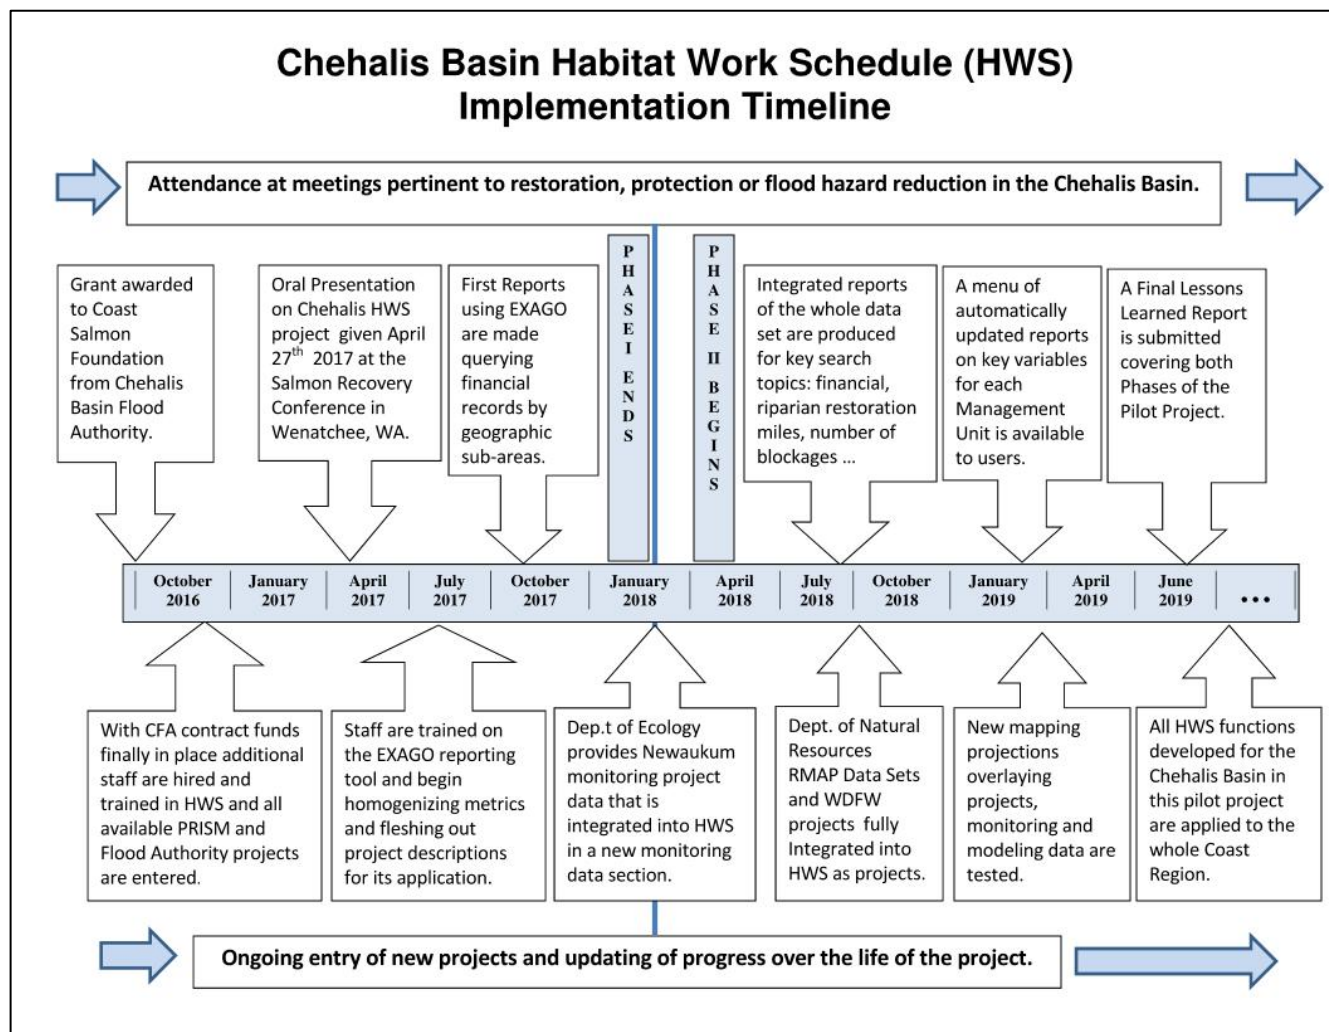 Chehalis Basin Habitat Work Schedule (HWS)
Implementation Timeline
Attendance at meetings pertinent to restoration, protection or flood hazard reduction in the Chehalis Basin.
Grant awarded
to Coast
Salmon
Foundation
from Chehalis
Basin Flood
Authority.
Oral Presentation
on Chehalis HWS
project given April
27th 2017 at the
Salmon Recovery
Conference in
Wenatchee, WA.
First Reports
using EXAGO
are made
querying
financial
records by
geographic
sub-areas.
PHASE I ENDS
PHASE II BEGINS
Integrated reports
of the whole data
set are produced
for key search
topics: financial,
riparian restoration
miles, number of
blockages ...
A menu of
automatically
updated reports
on key variables
for each
Management
Unit is available
to users.
A Final Lessons
Learned Report
is submitted
covering both
Phases of the
Pilot Project.
October
2016
January
2017
April
2017
July
2017
October
2017
January
2018
April
2018
July
2018
October
2018
January
2019
April
2019
June
2019
...
With CFA contract funds
finally in place additional
staff are hired and
trained in HWS and all
available PRISM and
Flood Authority projects
are entered.
Staff are trained on
the EXAGO reporting
tool and begin
homogenizing metrics
and fleshing out
project descriptions
for its application.
Dep.t of Ecology
provides Newaukum
monitoring project
data that is
integrated into HWS
in a new monitoring
data section.
Dept. of Natural
Resources
RMAP Data Sets
and WDFW
projects fully
Integrated into
HWS as projects.
New mapping
projections
overlaying
projects,
monitoring and
modeling data are
tested.
All HWS functions
developed for the
Chehalis Basin in
this pilot project
are applied to the
whole Coast
Region.
Ongoing entry of new projects and updating of progress over the life of the project.